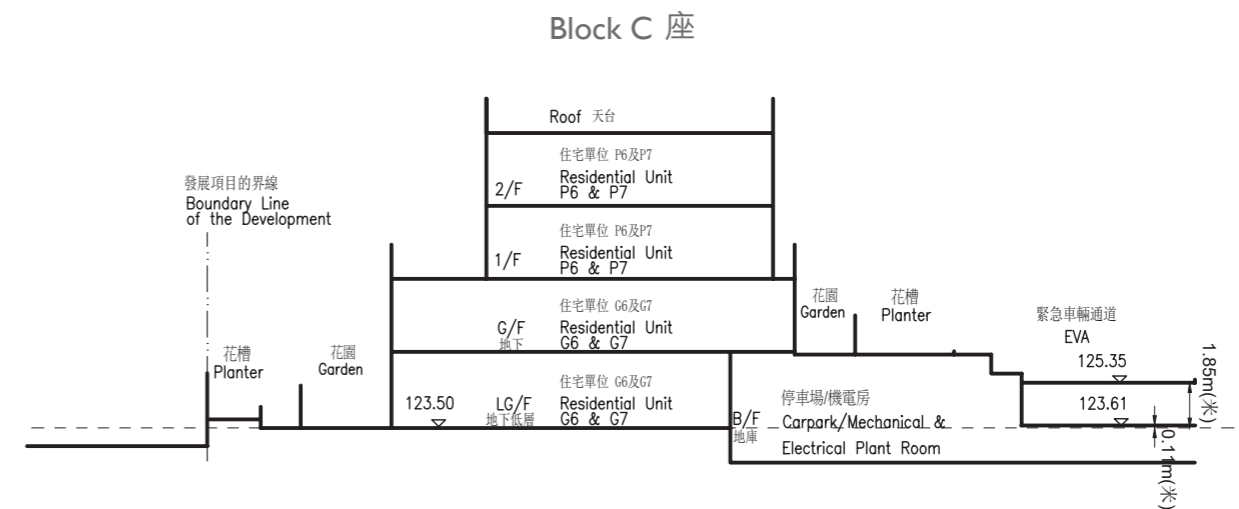 Block C 座
Roof 天台
住宅單位 P6及P7
2/F
Residential Unit
P6 & P7
發展項目的界線
Boundary Line
of the Development
住宅單位 P6及P7
1/F
Residential Unit
P6 & P7
花園
Garden
花槽
Planter
住宅單位 G6及G7
G/F
地下
Residential Unit
G6 & G7
緊急車輛通道
EVA
125.35
花槽
Planter
花園
Garden
住宅單位 G6及G7
123.50
LG/F
地下低層
Residential Unit
G6 & G7
停車場/機電房
B/F
地庫
Carpark/Mechanical &
Electrical Plant Room
123.61
1.85m(米)
0.11m(米)